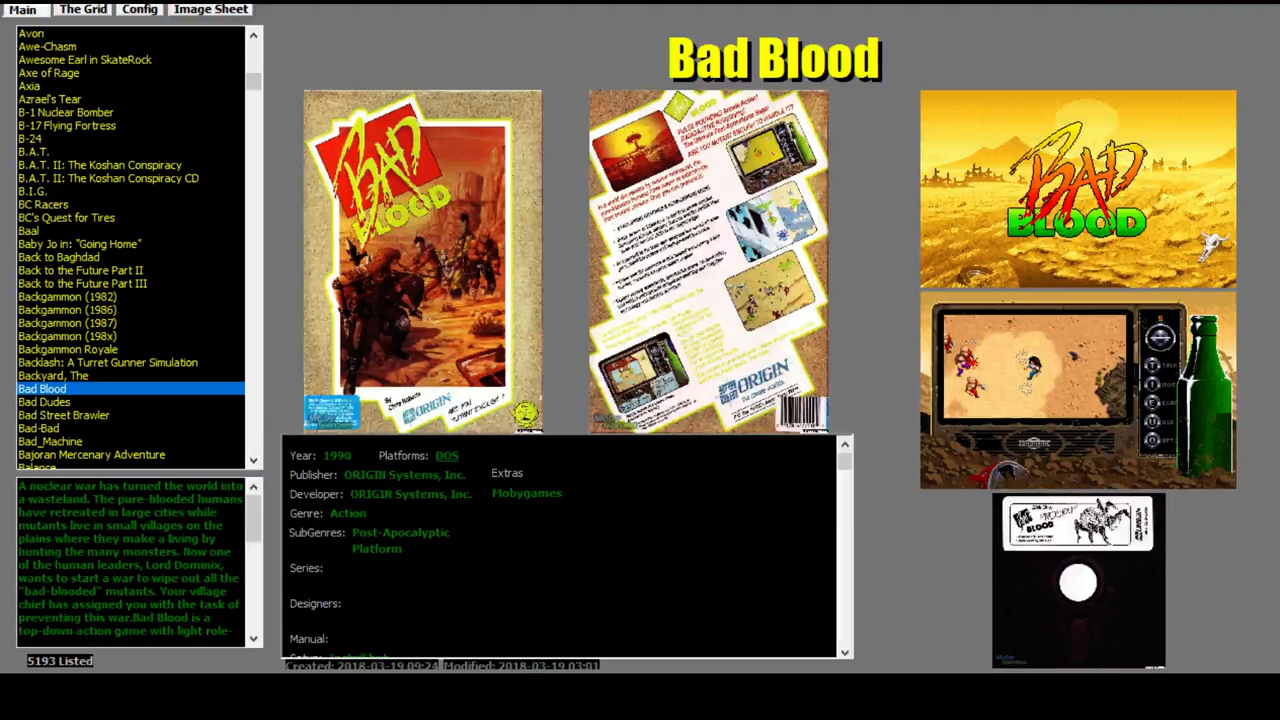 Main The Grid Config Image Sheet
Avon
Awe-Chasm
Awesome Earl in SkateRock
Axe of Rage
Axia
Azrael's Tear
B-1 Nuclear Bomber
B-17 Flying Fortress
B-24
B.A.T.
B.A.T. II: The Koshan Conspiracy
B.A.T. II: The Koshan Conspiracy CD
B.I.G.
BC Racers
BC's Quest for Tires
Baal
Baby Jo in: "Going Home"
Back to Baghdad
Back to the Future Part II
Back to the Future Part III
Backgammon (1982)
Backgammon (1986)
Backgammon (1987)
Backgammon (198x)
Backgammon Royale
Backlash: A Turret Gunner Simulation
Backyard, The
Bad Blood
Bad Dudes
Bad Street Brawler
Bad-Bad
Bad_Machine
Bajoran Mercenary Adventure
Balance
A nuclear war has turned the world into
a wasteland. The pure-blooded humans
have retreated in large cities while
mutants live in small villages on the
plains where they make a living by
hunting the many monsters. Now one
of the human leaders, Lord Dominix,
wants to start a war to wipe out all the
"bad-blooded" mutants. Your village
chief has assigned you with the task of
preventing this war.Bad Blood is a
top-down action game with light role-
5193 Listed
Bad Blood
BAD
BLOOD
By
Chris Roberts
ORIGIN
ARE YOU
MUTANT ENOUGH?
BLOOD
ORIGIN
BAD
BLOOD
BLOOD
Year: 1990 Platforms: DOS
Publisher: ORIGIN Systems, Inc.
Extras
Developer: ORIGIN Systems, Inc.
Mobygames
Genre: Action
SubGenres: Post-Apocalyptic
Platform
Series:
Designers:
Manual:
Created: 2018-03-19 09:24 Modified: 2018-03-19 03:01